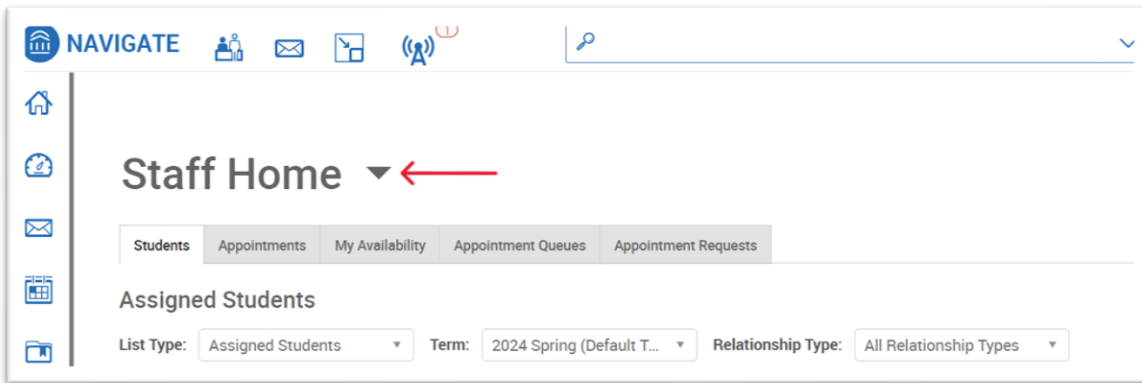 NAVIGATE
1
Staff Home
Students Appointments My Availability Appointment Queues Appointment Requests
Assigned Students
List Type: Assigned Students Term: 2024 Spring (Default T... Relationship Type: All Relationship Types